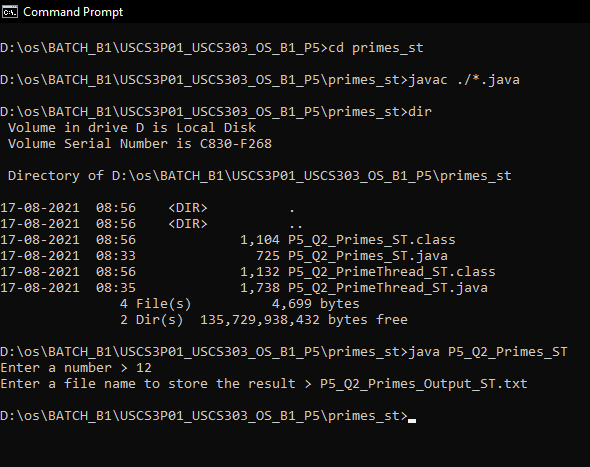 Command Prompt
D:\os\BATCH_B1\USCS3P01_USCS303_OS_B1_P5>cd primes_st
D:\os\BATCH_B1\USCS3P01_USCS303_OS_B1_P5\primes_st>javac ./*.java
D:\os\BATCH_B1\USCS3P01_USCS303_OS_B1_P5\primes_st>dir
 Volume in drive D is Local Disk
 Volume Serial Number is C830-F268
 Directory of D:\os\BATCH_B1\USCS3P01_USCS303_OS_B1_P5\primes_st
17-08-2021  08:56    <DIR>          .
17-08-2021  08:56    <DIR>          ..
17-08-2021  08:56             1,104 P5_Q2_Primes_ST.class
17-08-2021  08:33               725 P5_Q2_Primes_ST.java
17-08-2021  08:56             1,132 P5_Q2_PrimeThread_ST.class
17-08-2021  08:35             1,738 P5_Q2_PrimeThread_ST.java
               4 File(s)          4,699 bytes
               2 Dir(s)  135,729,938,432 bytes free
D:\os\BATCH_B1\USCS3P01_USCS303_OS_B1_P5\primes_st>java P5_Q2_Primes_ST
Enter a number > 12
Enter a file name to store the result > P5_Q2_Primes_Output_ST.txt
D:\os\BATCH_B1\USCS3P01_USCS303_OS_B1_P5\primes_st>